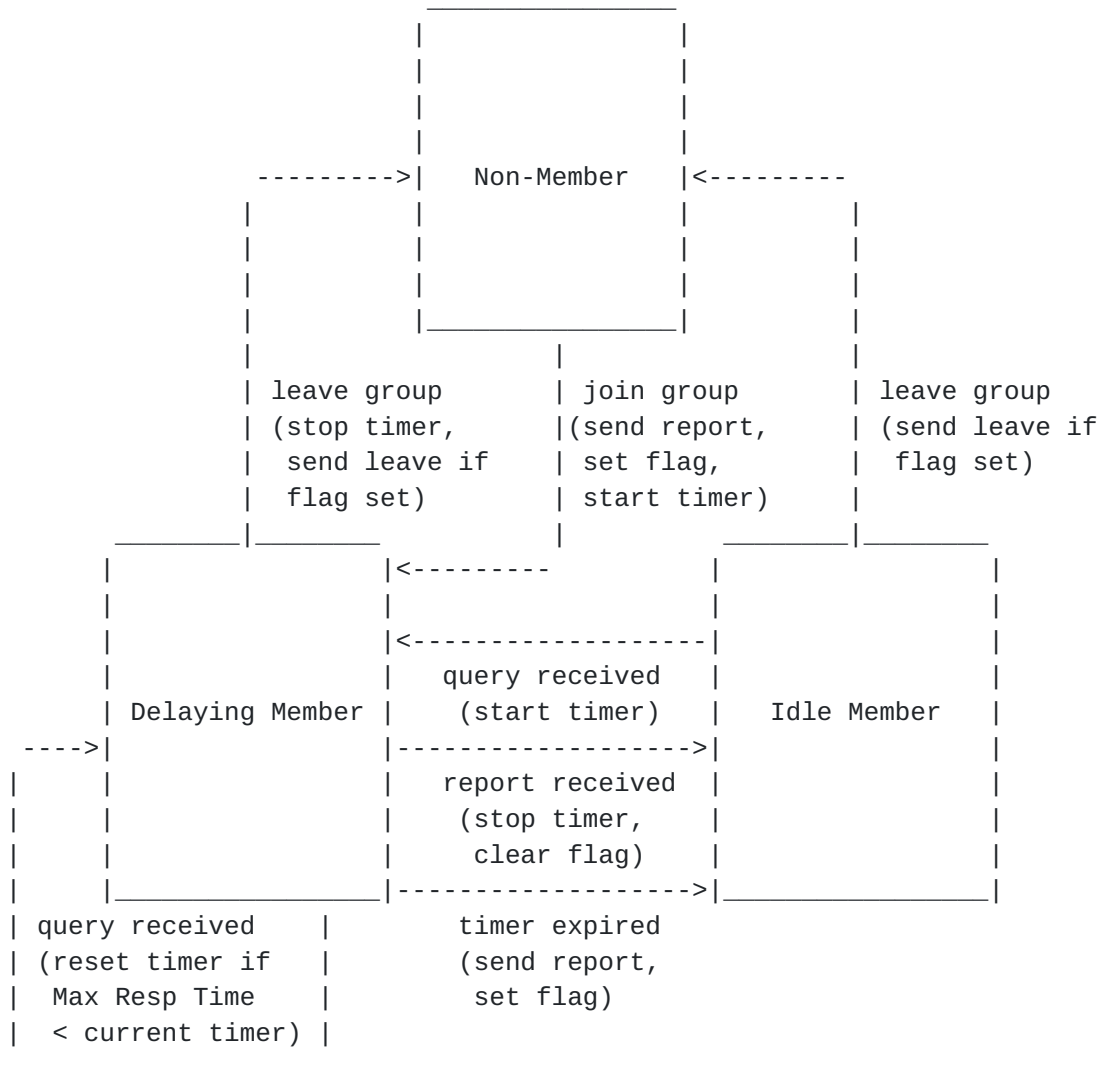 Non-Member
leave group
(stop timer,
send leave if
flag set)
join group
(send report,
set flag,
start timer)
leave group
(send leave if
flag set)
query received
(start timer)
Delaying Member
Idle Member
report received
(stop timer,
clear flag)
query received
(reset timer if
Max Resp Time
< current timer)
timer expired
(send report,
set flag)